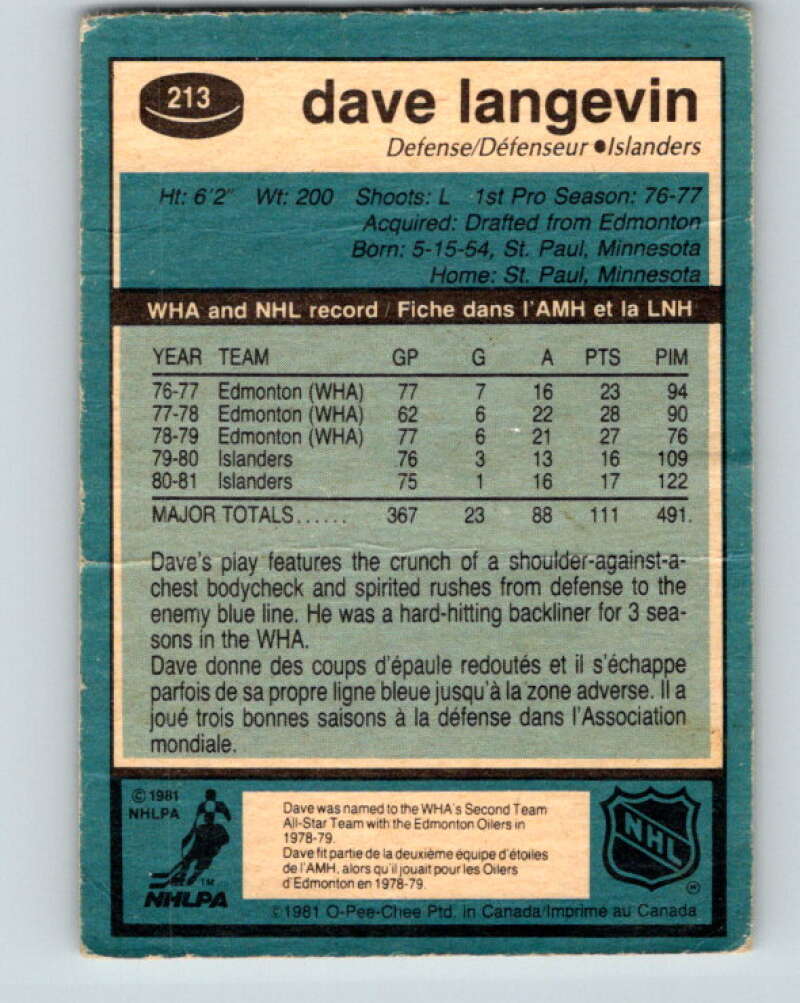 213
dave langevin
Defense/Défenseur ●Islanders
Ht: 6'2" Wt: 200 Shoots: L 1st Pro Season: 76-77
Acquired: Drafted from Edmonton
Born: 5-15-54, St. Paul, Minnesota
Home: St. Paul, Minnesota
WHA and NHL record / Fiche dans l'AMH et la LNH
YEAR TEAM GP G A PTS PIM
76-77 Edmonton (WHA) 77 7 16 23 94
77-78 Edmonton (WHA) 62 6 22 28 90
78-79 Edmonton (WHA) 77 6 21 27 76
79-80 Islanders 76 3 13 16 109
80-81 Islanders 75 1 16 17 122
MAJOR TOTALS...... 367 23 88 111 491.
Dave's play features the crunch of a shoulder-against-a-
chest bodycheck and spirited rushes from defense to the
enemy blue line. He was a hard-hitting backliner for 3 sea-
sons in the WHA.
Dave donne des coups d'épaule redoutés et il s'échappe
parfois de sa propre ligne bleue jusqu'à la zone adverse. Il a
joué trois bonnes saisons à la défense dans l'Association
mondiale.
© 1981
NHLPA
TM
NHLPA
Dave was named to the WHA's Second Team
All-Star Team with the Edmonton Oilers in
1978-79.
Dave fit partie de la deuxième équipe d'étoiles
de l'AMH, alors qu'il jouait pour les Oilers
d'Edmonton en 1978-79.
NHL
©1981 O-Pee-Chee Ptd. in Canada/Imprimé au Canada